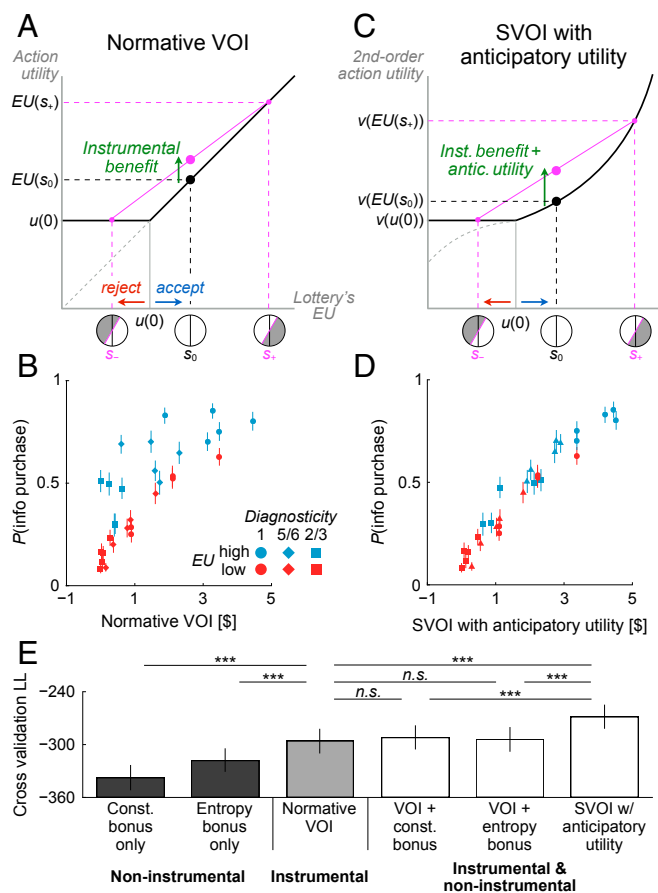 A
Normative VOI
Action
utility
EU(s+)
EU(s0)
u(0)
Instrumental
benefit
reject
accept
Lottery's
EU
u(0)
s−
s0
s+
C
SVOI with
anticipatory utility
2nd-order
action utility
v(EU(s+))
v(EU(s0))
v(u(0))
Inst. benefit +
antic. utility
u(0)
s−
s0
s+
B
P(info purchase)
1
0.5
0
−1
1
3
5
Normative VOI [$]
Diagnosticity
1 5/6 2/3
EU
high
low
D
P(info purchase)
1
0.5
0
−1
1
3
5
SVOI with anticipatory utility [$]
E
Cross validation LL
−240
−300
−360
***
***
***
n.s.
***
n.s.
***
Const.
bonus
only
Entropy
bonus
only
Normative
VOI
VOI +
const.
bonus
VOI +
entropy
bonus
SVOI w/
anticipatory
utility
Non-instrumental
Instrumental
Instrumental &
non-instrumental